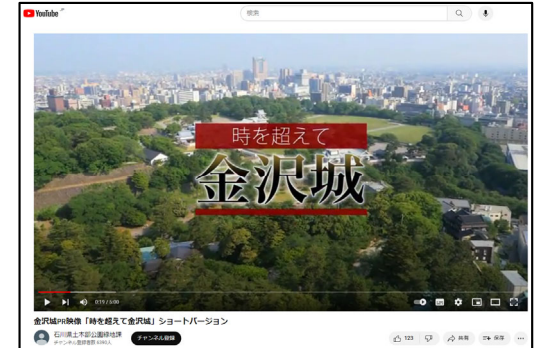 YouTube JP
検索
時を超えて
金沢城
0:19 / 5:00
金沢城PR映像「時を超えて金沢城」ショートバージョン
石川県土木部公園緑地課
チャンネル登録
123
共有
保存